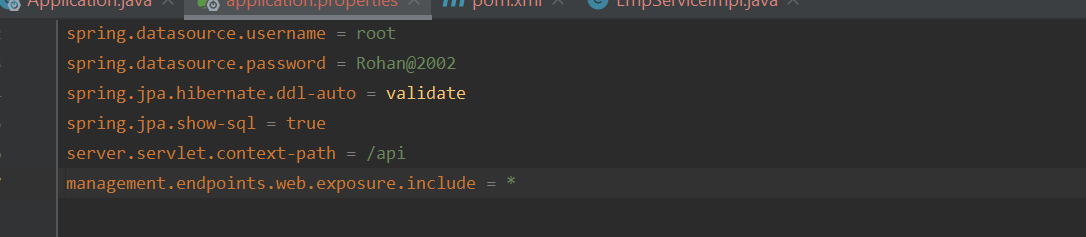 Application.java application.properties pom.xml EmpServiceImpl.java
spring.datasource.username = root
spring.datasource.password = Rohan@2002
spring.jpa.hibernate.ddl-auto = validate
spring.jpa.show-sql = true
server.servlet.context-path = /api
management.endpoints.web.exposure.include = *